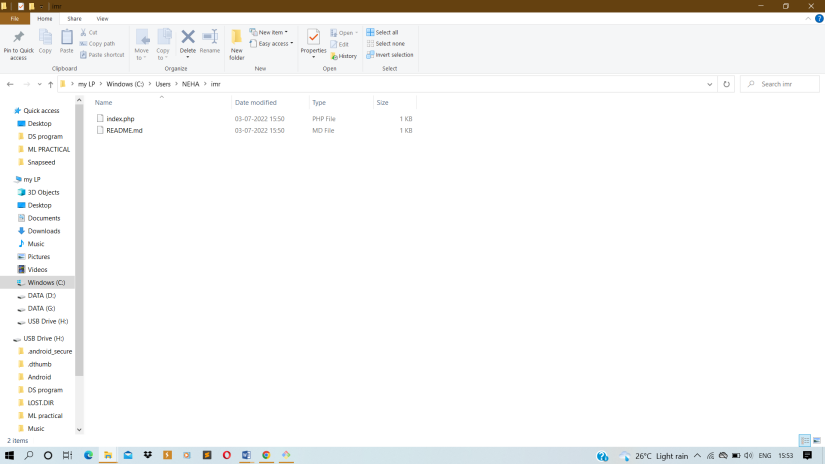 imr
File Home Share View
Pin to Quick access
Copy
Paste
Cut
Copy path
Paste shortcut
Clipboard
Move to
Copy to
Delete
Rename
Organize
New folder
New item
Easy access
New
Properties
Open
Edit
History
Open
Select all
Select none
Invert selection
Select
my LP > Windows (C:) > Users > NEHA > imr
Search imr
Name Date modified Type Size
index.php 03-07-2022 15:50 PHP File 1 KB
README.md 03-07-2022 15:50 MD File 1 KB
Quick access
Desktop
DS program
ML PRACTICAL
Snapseed
my LP
3D Objects
Desktop
Documents
Downloads
Music
Pictures
Videos
Windows (C:)
DATA (D:)
DATA (G:)
USB Drive (H:)
USB Drive (H:)
.android_secure
.dthumb
Android
DS program
LOST.DIR
ML practical
Music
2 items
26°C Light rain ENG 15:53